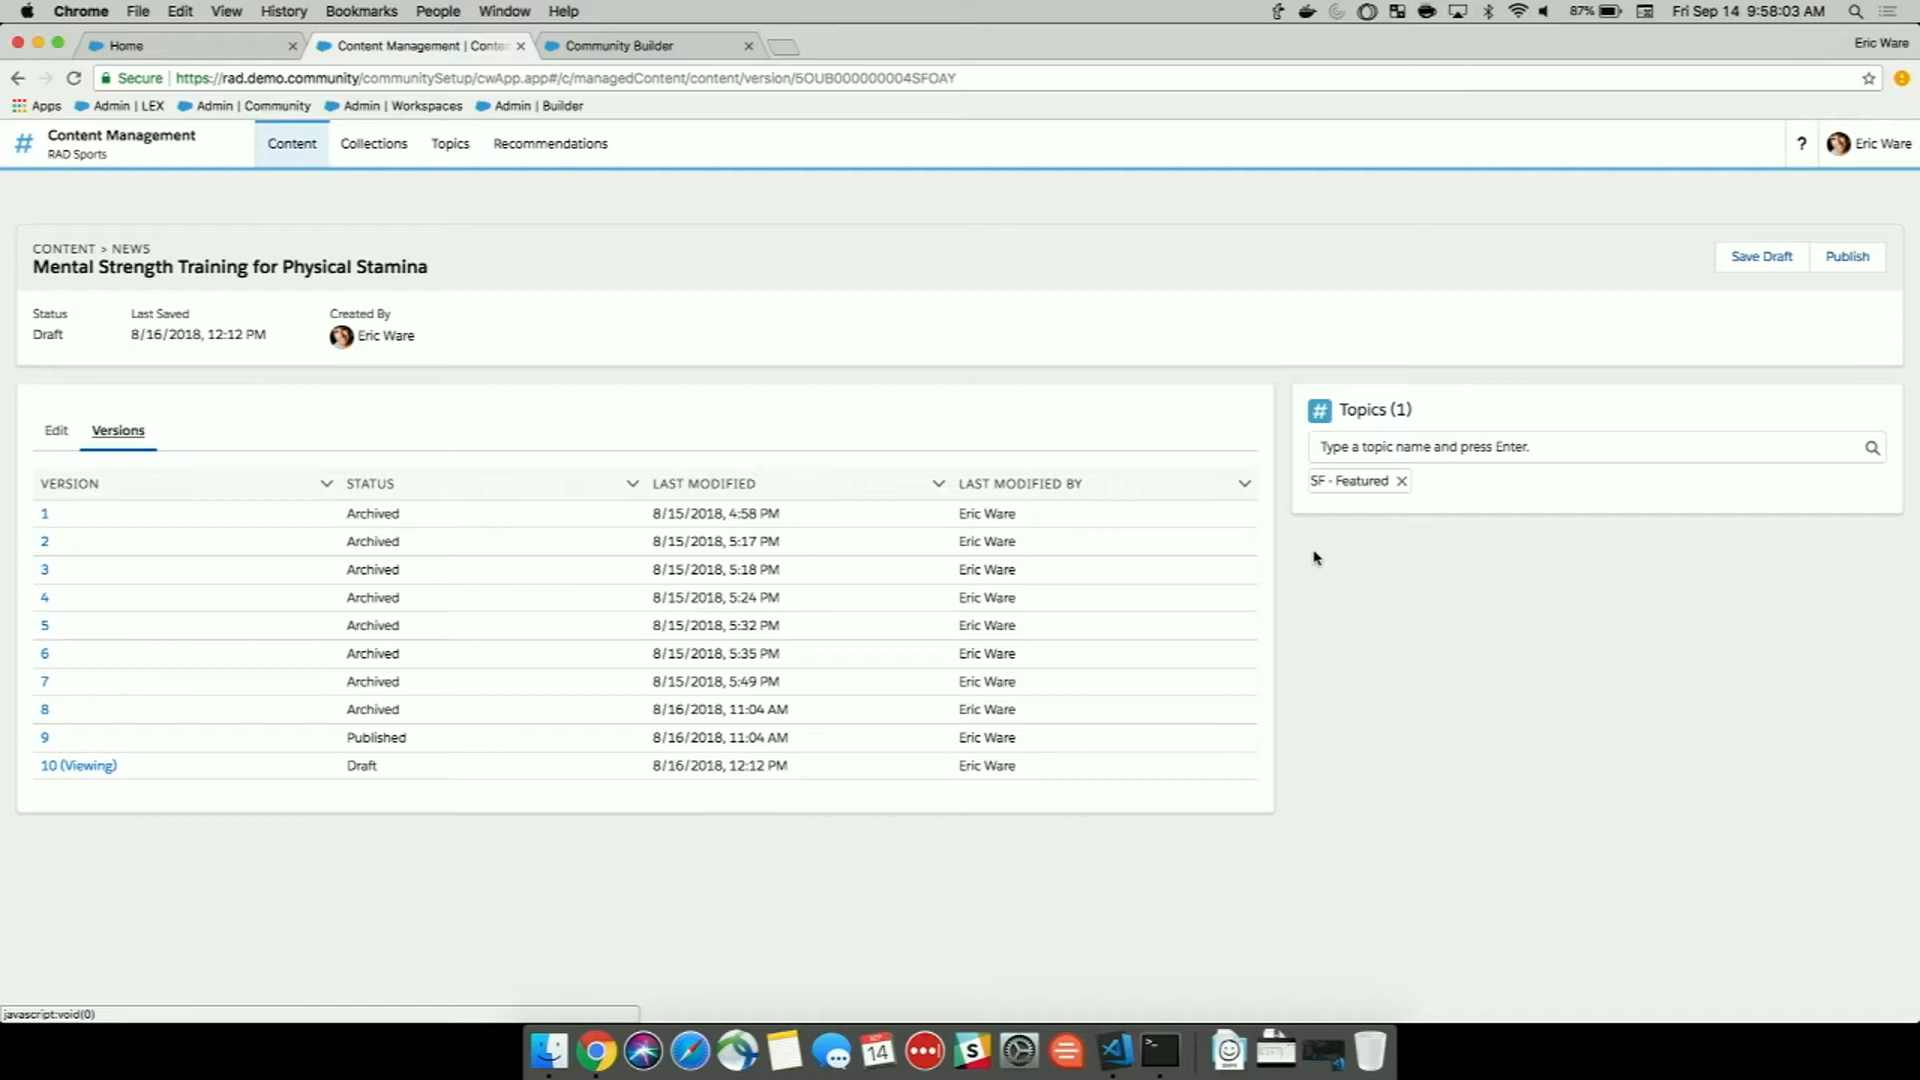 Chrome File Edit View History Bookmarks People Window Help 87% Fri Sep 14 9:58:03 AM
Home Content Management | Conte Community Builder Eric Ware
Secure https://rad.demo.community/communitySetup/cwApp.app#/c/managedContent/content/version/5OUB000000004SFOAY
Apps Admin | LEX Admin | Community Admin | Workspaces Admin | Builder
# Content Management
RAD Sports
Content Collections Topics Recommendations ? Eric Ware
CONTENT > NEWS
Mental Strength Training for Physical Stamina
Save Draft Publish
Status Last Saved Created By
Draft 8/16/2018, 12:12 PM Eric Ware
Edit Versions
VERSION STATUS LAST MODIFIED LAST MODIFIED BY
1 Archived 8/15/2018, 4:58 PM Eric Ware
2 Archived 8/15/2018, 5:17 PM Eric Ware
3 Archived 8/15/2018, 5:18 PM Eric Ware
4 Archived 8/15/2018, 5:24 PM Eric Ware
5 Archived 8/15/2018, 5:32 PM Eric Ware
6 Archived 8/15/2018, 5:35 PM Eric Ware
7 Archived 8/15/2018, 5:49 PM Eric Ware
8 Archived 8/16/2018, 11:04 AM Eric Ware
9 Published 8/16/2018, 11:04 AM Eric Ware
10 (Viewing) Draft 8/16/2018, 12:12 PM Eric Ware
# Topics (1)
Type a topic name and press Enter.
SF - Featured
javascript:void(0)
14
S